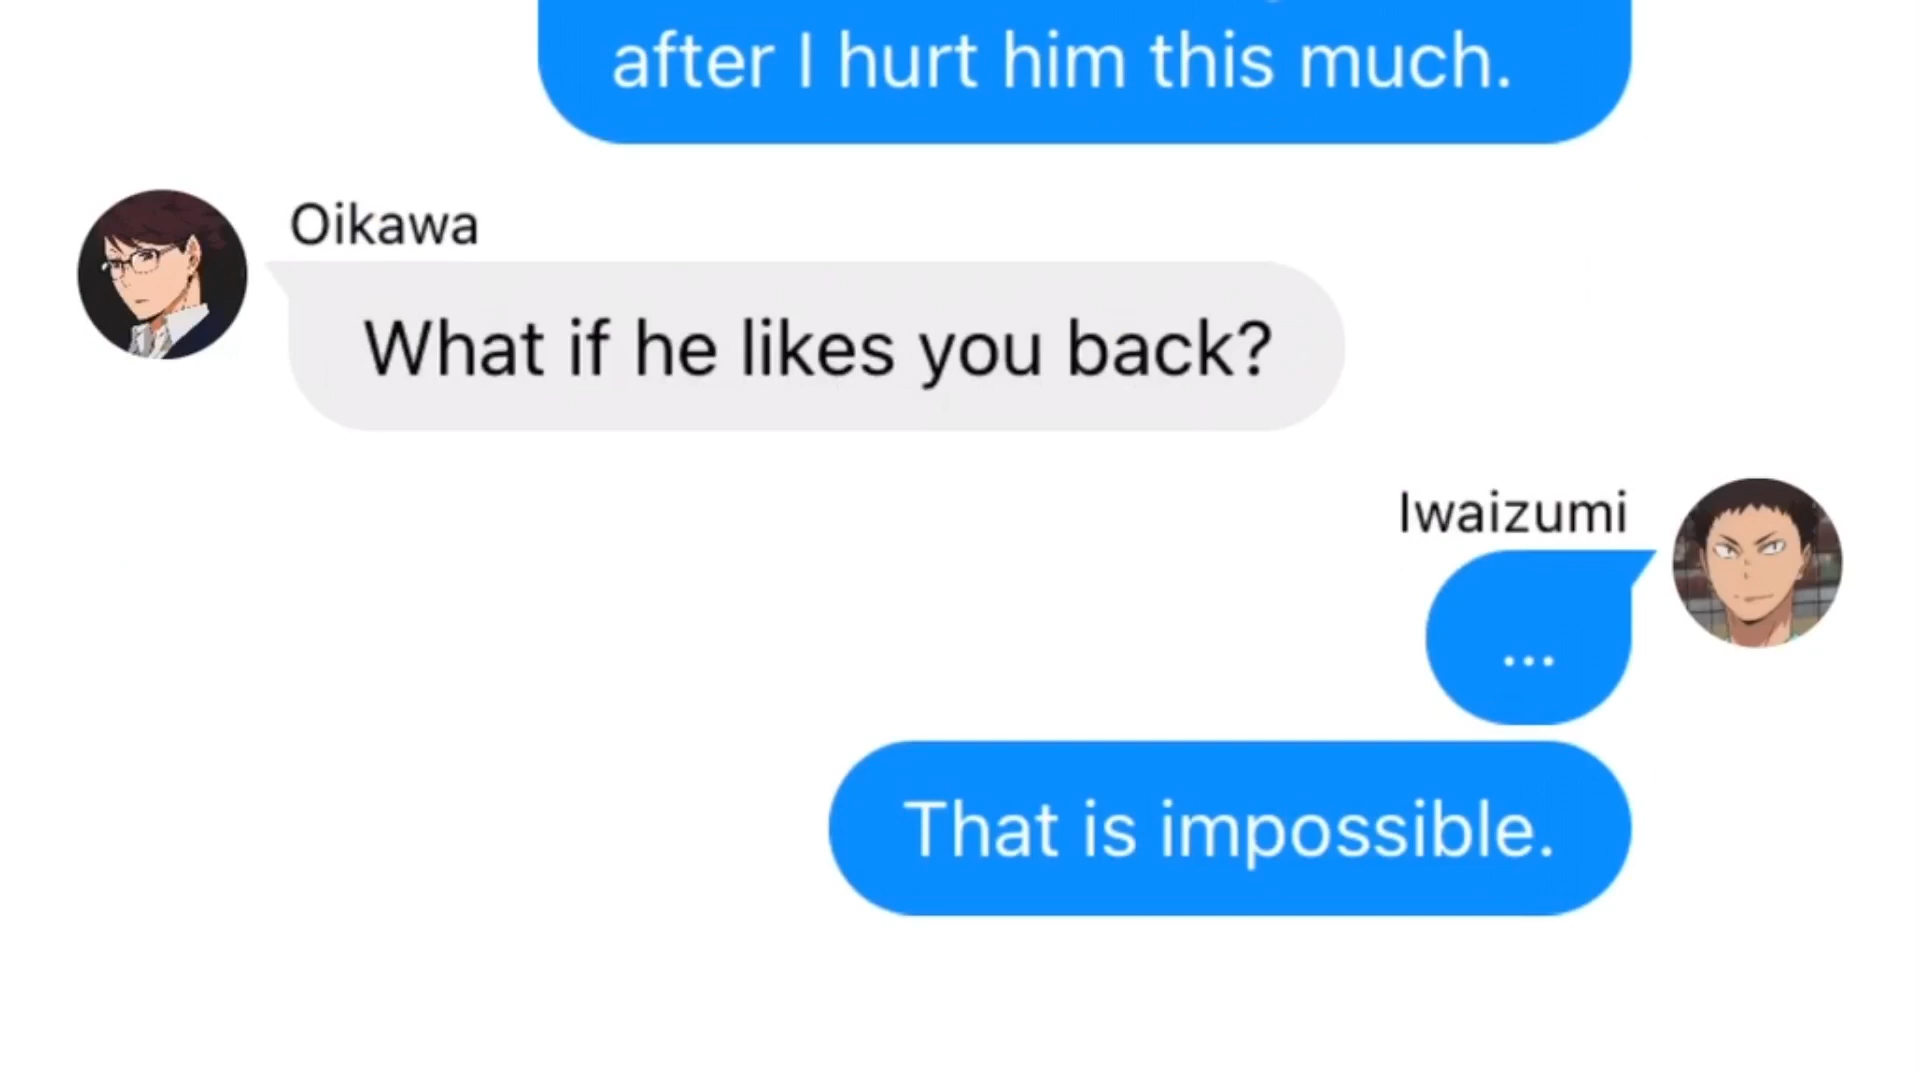 after I hurt him this much.
Oikawa
What if he likes you back?
Iwaizumi
...
That is impossible.